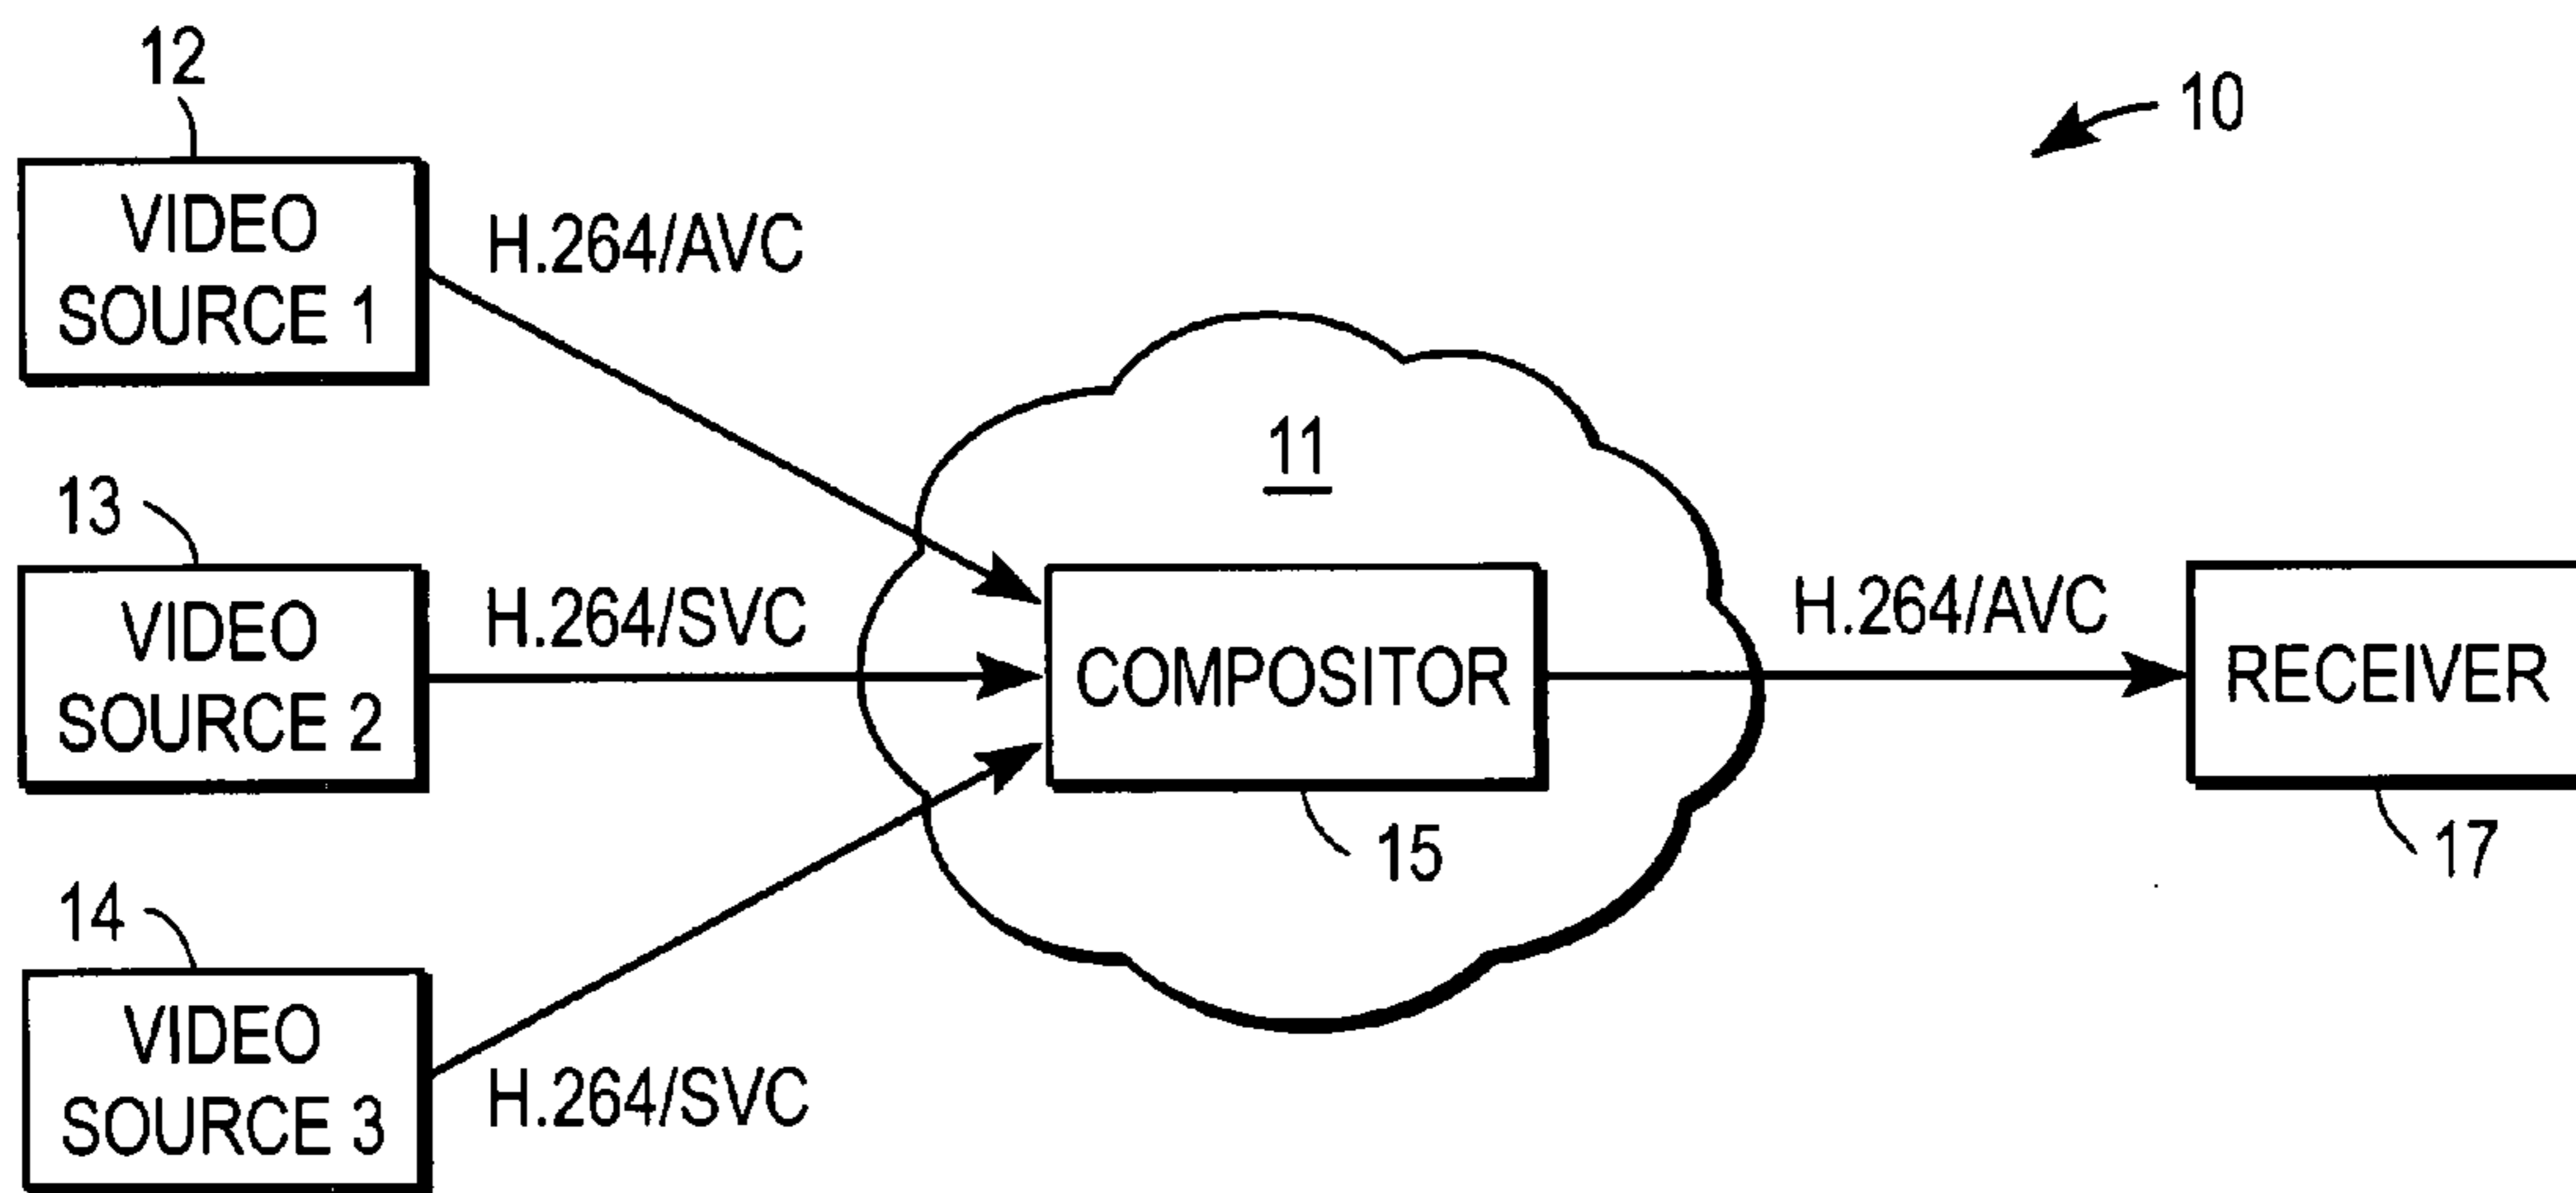 12
10
VIDEO
SOURCE 1
H.264/AVC
11
13
VIDEO
SOURCE 2
H.264/SVC
COMPOSITOR
H.264/AVC
RECEIVER
15
17
14
VIDEO
SOURCE 3
H.264/SVC